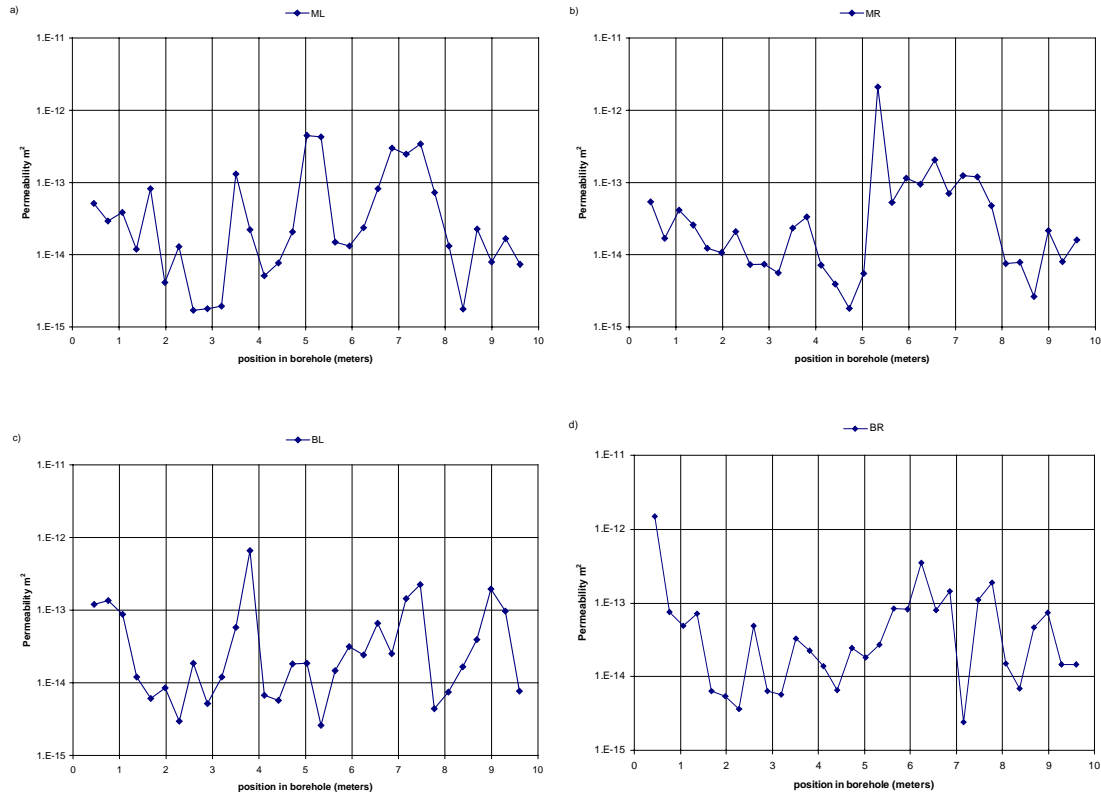 a)
ML
1.E-11
1.E-12
1.E-13
1.E-14
1.E-15
Permeability m²
0 1 2 3 4 5 6 7 8 9 10
position in borehole (meters)
b)
MR
1.E-11
1.E-12
1.E-13
1.E-14
1.E-15
Permeability m²
0 1 2 3 4 5 6 7 8 9 10
position in borehole (meters)
c)
BL
1.E-11
1.E-12
1.E-13
1.E-14
1.E-15
Permeability m²
0 1 2 3 4 5 6 7 8 9 10
position in borehole (meters)
d)
BR
1.E-11
1.E-12
1.E-13
1.E-14
1.E-15
Permeability m²
0 1 2 3 4 5 6 7 8 9 10
position in borehole (meters)